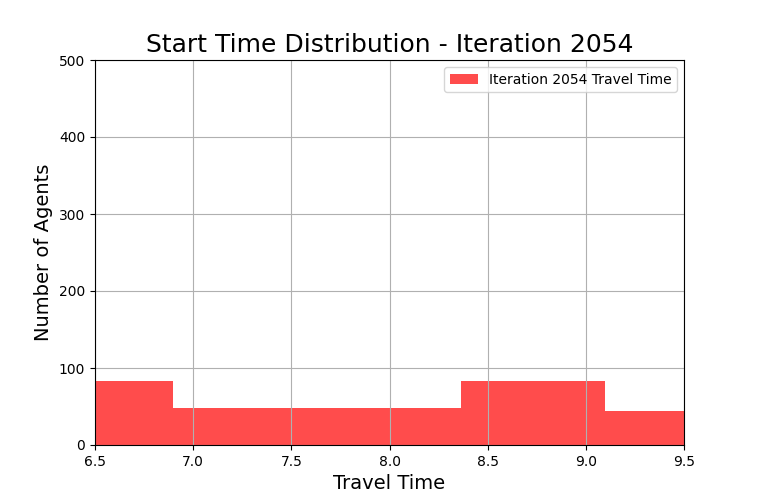 Start Time Distribution - Iteration 2054
Iteration 2054 Travel Time
Number of Agents
500
400
300
200
100
0
6.5 7.0 7.5 8.0 8.5 9.0 9.5
Travel Time